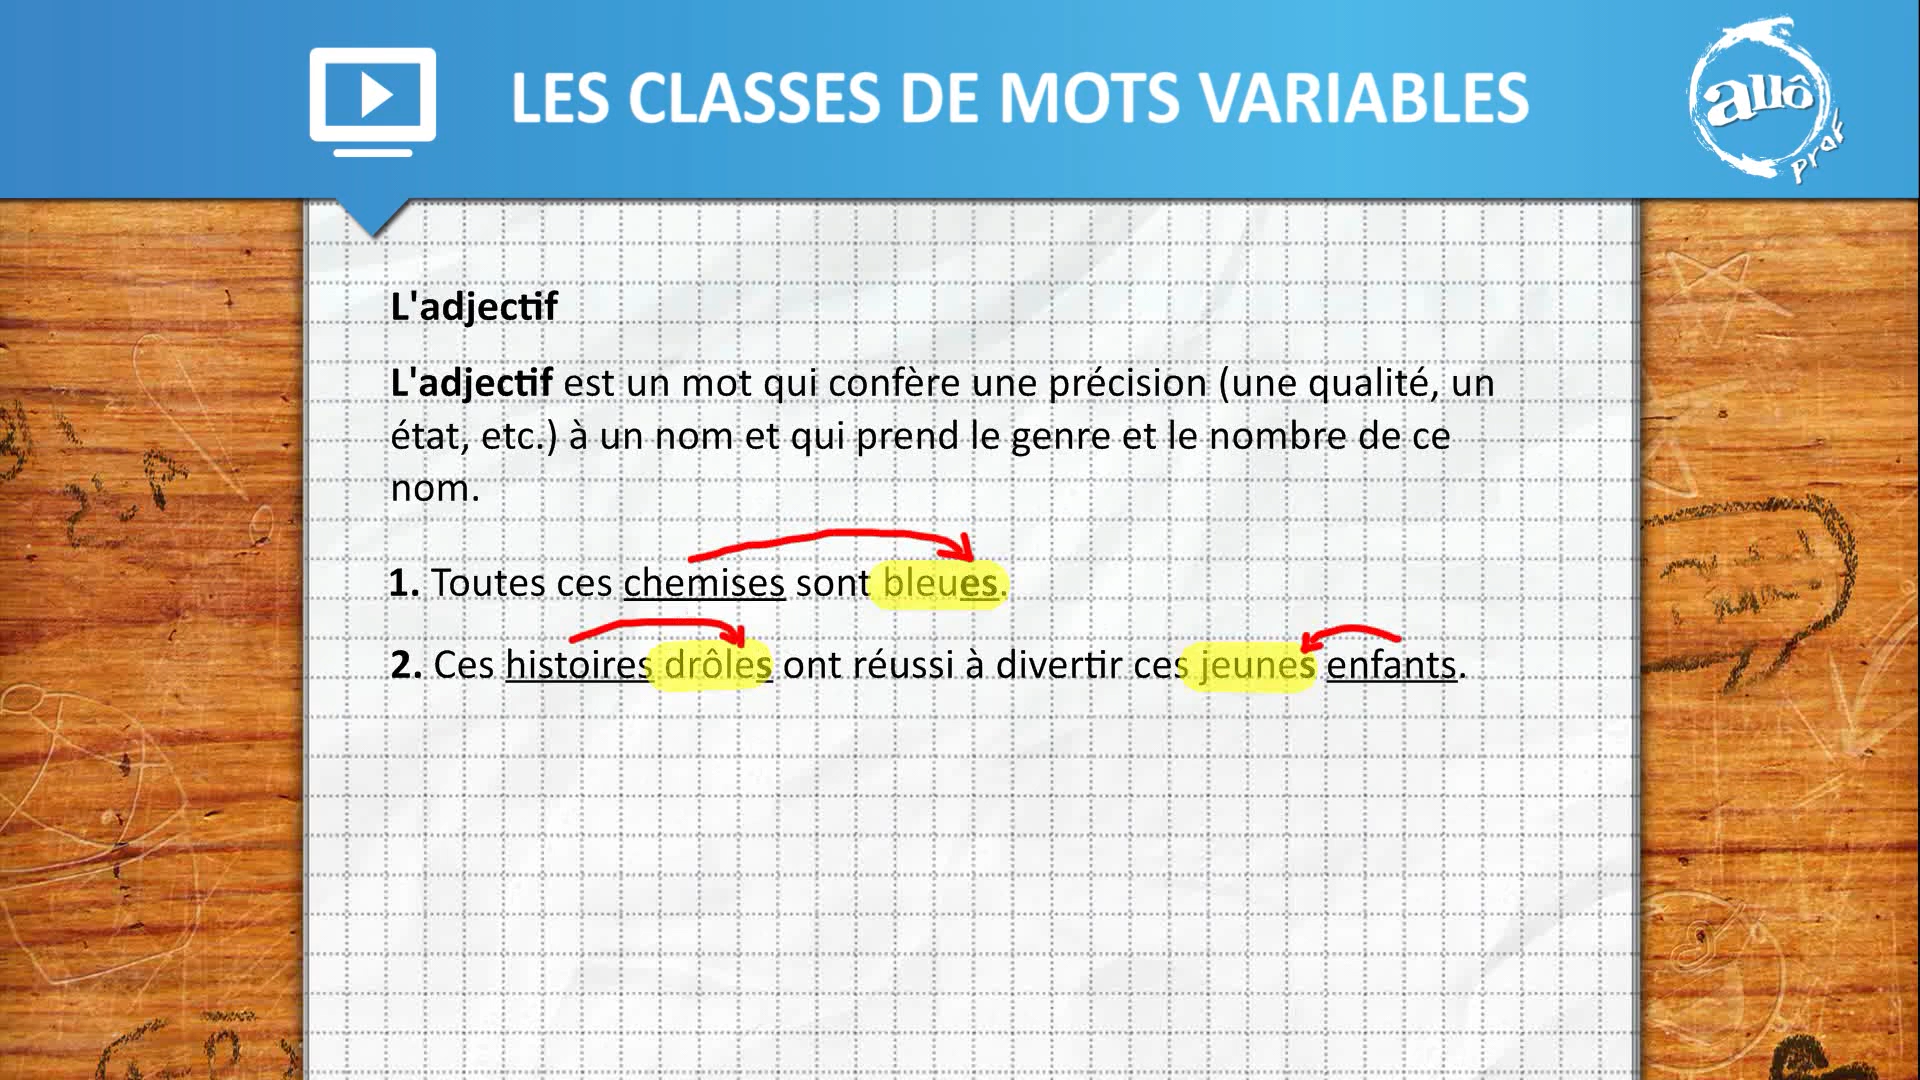 LES CLASSES DE MOTS VARIABLES
allô
prof
L'adjectif
L'adjectif est un mot qui confère une précision (une qualité, un
état, etc.) à un nom et qui prend le genre et le nombre de ce
nom.
1. Toutes ces chemises sont bleues.
2. Ces histoires drôles ont réussi à divertir ces jeunes enfants.